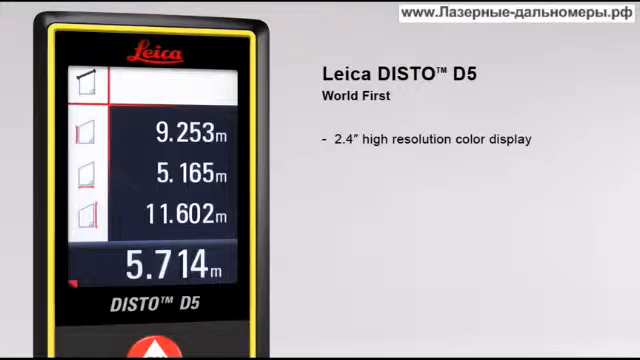 www.Лазерные-дальномеры.рф
Leica
9.253m
5.165m
11.602m
5.714m
DISTO™ D5
Leica DISTO™ D5
World First
- 2.4″ high resolution color display